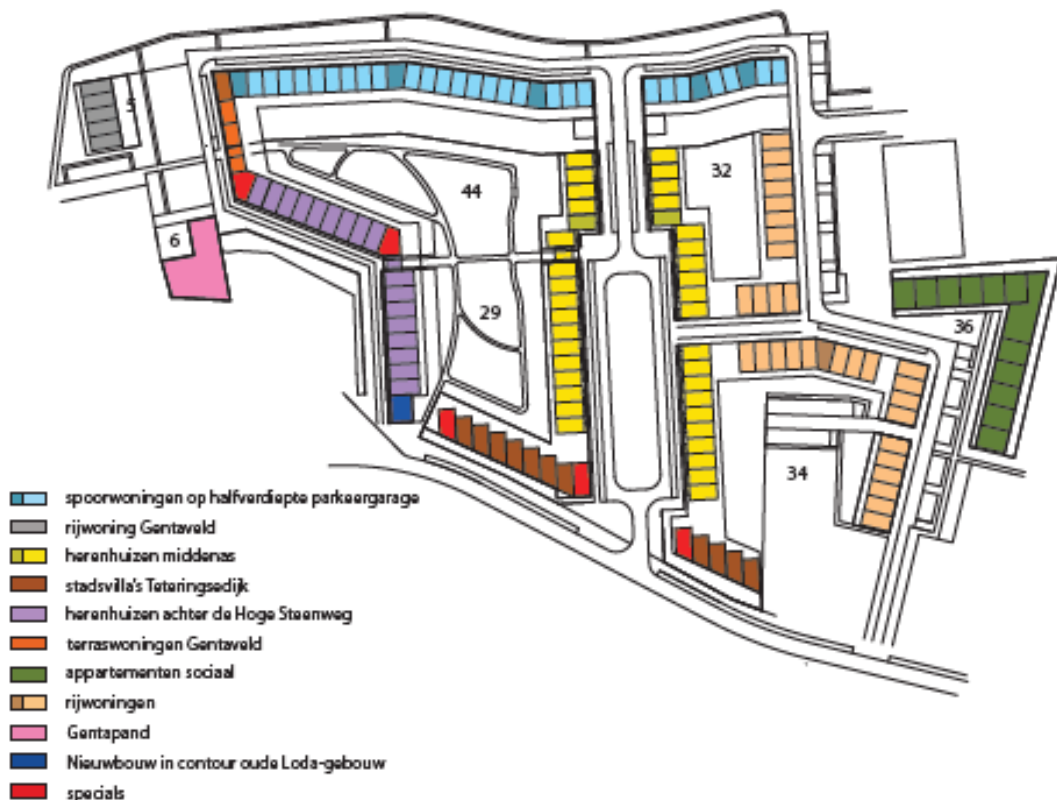 5
32
44
6
29
36
34
spoorwoningen op halfverdiepte parkeergarage
rijwoning Gentaveld
herenhuizen middenas
stadsvilla's Teteringsedijk
herenhuizen achter de Hoge Steenweg
terraswoningen Gentaveld
appartementen sociaal
rijwoningen
Gentapand
Nieuwbouw in contour oude Loda-gebouw
specials